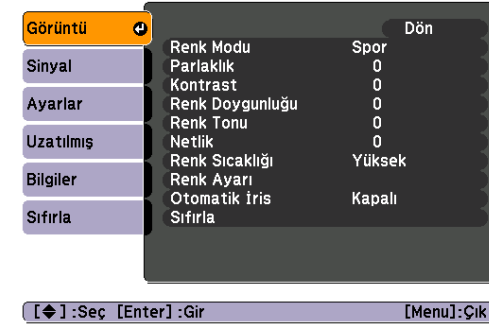 Görüntü
Sinyal
Ayarlar
Uzatılmış
Bilgiler
Sıfırla
Dön
Renk Modu Spor
Parlaklık 0
Kontrast 0
Renk Doygunluğu 0
Renk Tonu 0
Netlik 0
Renk Sıcaklığı Yüksek
Renk Ayarı
Otomatik İris Kapalı
Sıfırla
[◆]:Seç [Enter]:Gir [Menu]:Çık